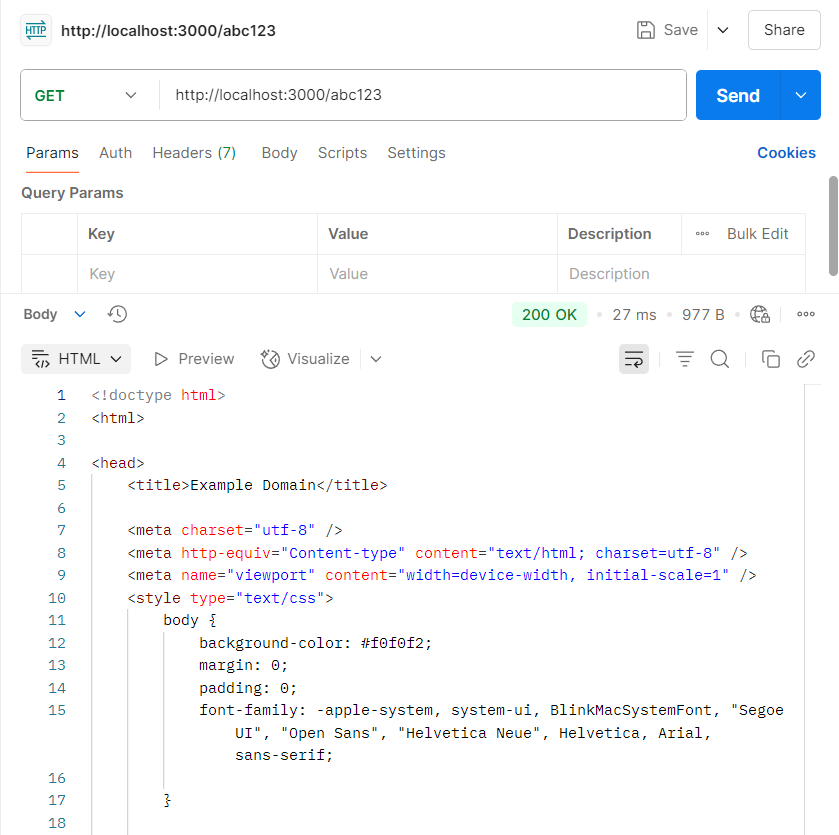 HTTP http://localhost:3000/abc123 Save Share
GET http://localhost:3000/abc123 Send
Params Auth Headers (7) Body Scripts Settings Cookies
Query Params
Key Value Description Bulk Edit
Key Value Description
Body 200 OK 27 ms 977 B
HTML Preview Visualize
1 <!doctype html>
2 <html>
3
4 <head>
5 <title>Example Domain</title>
6
7 <meta charset="utf-8" />
8 <meta http-equiv="Content-type" content="text/html; charset=utf-8" />
9 <meta name="viewport" content="width=device-width, initial-scale=1" />
10 <style type="text/css">
11 body {
12 background-color: #f0f0f2;
13 margin: 0;
14 padding: 0;
15 font-family: -apple-system, system-ui, BlinkMacSystemFont, "Segoe
UI", "Open Sans", "Helvetica Neue", Helvetica, Arial,
sans-serif;
16
17 }
18